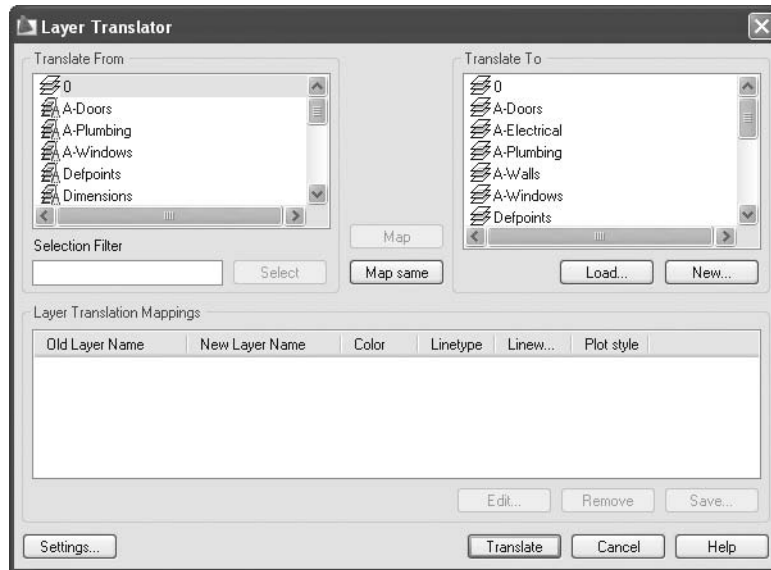 Layer Translator
Translate From
0
A-Doors
A-Plumbing
A-Windows
Defpoints
Dimensions
Selection Filter
Select
Map
Map same
Translate To
0
A-Doors
A-Electrical
A-Plumbing
A-Walls
A-Windows
Defpoints
Load...
New...
Layer Translation Mappings
Old Layer Name New Layer Name Color Linetype Linew... Plot style
Edit... Remove Save...
Settings... Translate Cancel Help